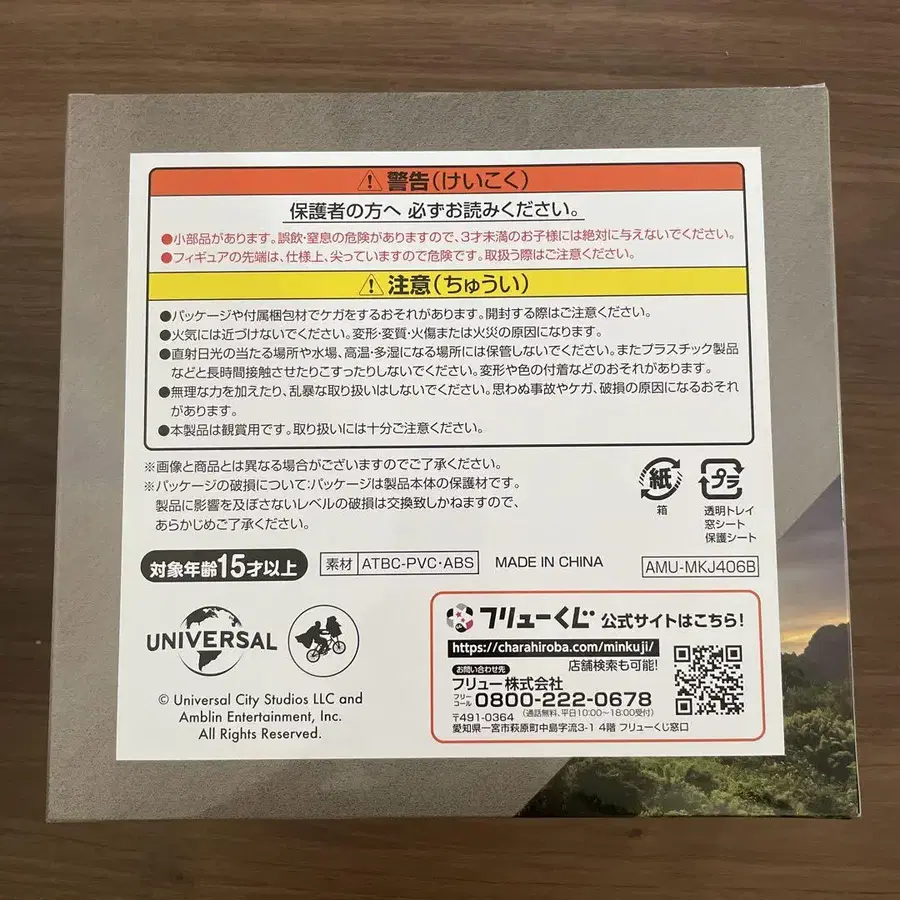 ⚠警告(けいこく)
保護者の方へ 必ずお読みください。
●小部品があります。誤飲・窒息の危険がありますので、3才未満のお子様には絶対に与えないでください。
●フィギュアの先端は、仕様上、尖っていますので危険です。取扱う際はご注意ください。
⚠注意(ちゅうい)
●パッケージや付属梱包材でケガをするおそれがあります。開封する際はご注意ください。
●火気には近づけないでください。変形・変質・火傷または火災の原因になります。
●直射日光の当たる場所や水場、高温・多湿になる場所には保管しないでください。またプラスチック製品
などと長時間接触させたりこすったりしないでください。変形や色の付着などのおそれがあります。
●無理な力を加えたり、乱暴な取り扱いはしないでください。思わぬ事故やケガ、破損の原因になるおそれ
があります。
●本製品は観賞用です。取り扱いには十分ご注意ください。
※画像と商品とは異なる場合がございますのでご了承ください。
※パッケージの破損について:パッケージは製品本体の保護材です。
製品に影響を及ぼさないレベルの破損は交換致しかねますので、
あらかじめご了承ください。
紙
箱
プラ
透明トレイ
窓シート
保護シート
対象年齢15才以上
素材 ATBC-PVC・ABS
MADE IN CHINA
AMU-MKJ406B
UNIVERSAL
© Universal City Studios LLC and
Amblin Entertainment, Inc.
All Rights Reserved.
フリューくじ 公式サイトはこちら!
https://charahiroba.com/minkuji/
店舗検索も可能!
お問い合わせ先
フリュー株式会社
フリーコール 0800-222-0678
(通話無料、平日10:00〜18:00受付)
〒491-0364
愛知県一宮市萩原町中島字流3-1 4階 フリューくじ窓口